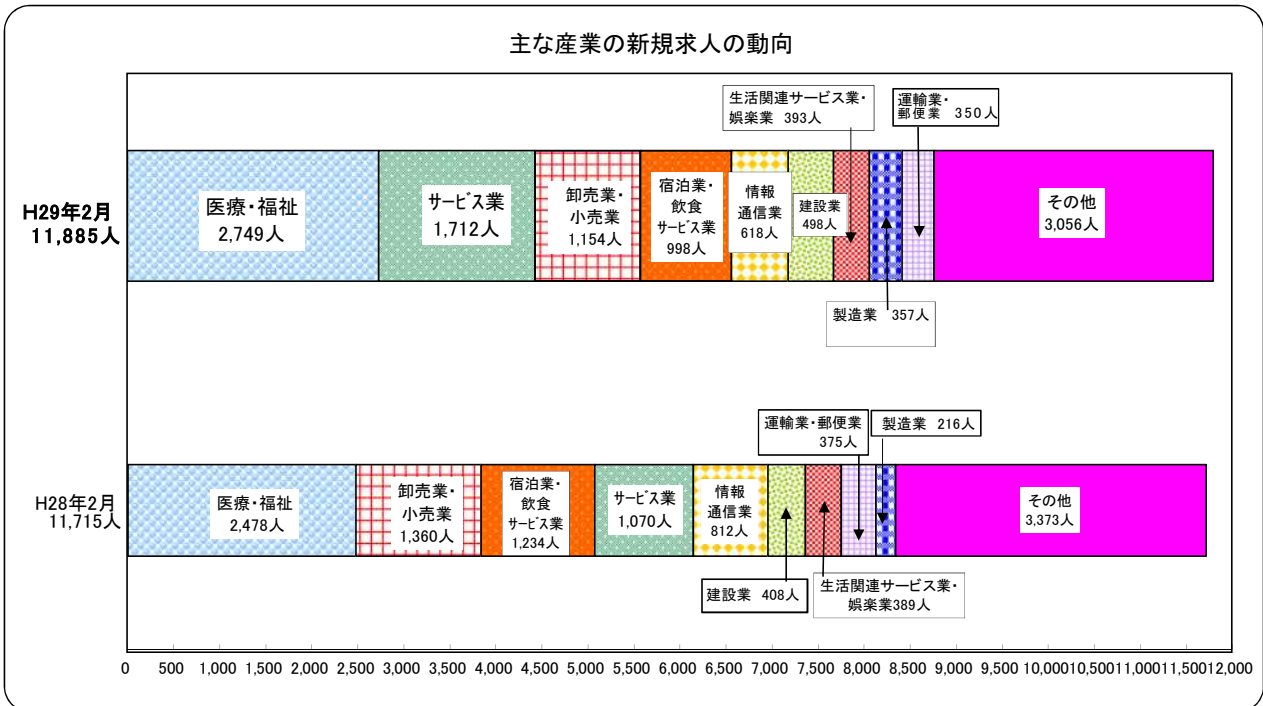 主な産業の新規求人の動向
生活関連サービス業・
娯楽業 393人
運輸業・
郵便業 350人
H29年2月
11,885人
医療・福祉
2,749人
サービス業
1,712人
卸売業・
小売業
1,154人
宿泊業・
飲食
サービス業
998人
情報
通信業
618人
建設業
498人
その他
3,056人
製造業 357人
運輸業・郵便業
375人
製造業 216人
H28年2月
11,715人
医療・福祉
2,478人
卸売業・
小売業
1,360人
宿泊業・
飲食
サービス業
1,234人
サービス業
1,070人
情報
通信業
812人
その他
3,373人
建設業 408人
生活関連サービス業・
娯楽業389人
0 500 1,000 1,500 2,000 2,500 3,000 3,500 4,000 4,500 5,000 5,500 6,000 6,500 7,000 7,500 8,000 8,500 9,000 9,500 10,000 10,500 11,000 11,500 12,000